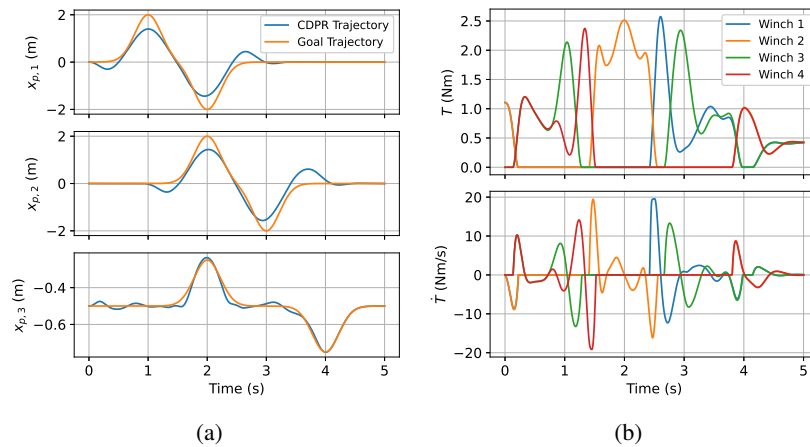 2
0
−2
x_{p,1} (m)
CDPR Trajectory
Goal Trajectory
2
0
−2
x_{p,2} (m)
−0.4
−0.6
x_{p,3} (m)
0 1 2 3 4 5
Time (s)
(a)
2.5
2.0
1.5
1.0
0.5
0.0
T (Nm)
Winch 1
Winch 2
Winch 3
Winch 4
20
10
0
−10
−20
Ṫ (Nm/s)
0 1 2 3 4 5
Time (s)
(b)